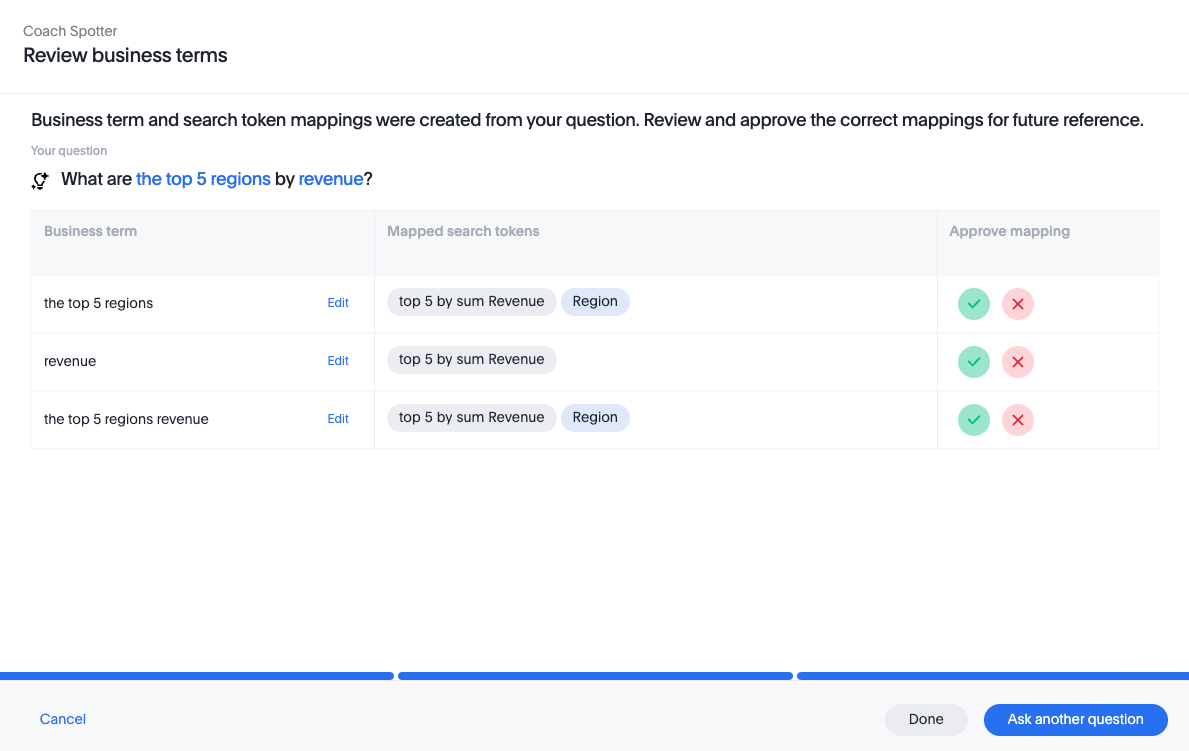 Coach Spotter
Review business terms
Business term and search token mappings were created from your question. Review and approve the correct mappings for future reference.
Your question
What are the top 5 regions by revenue?
Business term Mapped search tokens Approve mapping
the top 5 regions Edit top 5 by sum Revenue Region
revenue Edit top 5 by sum Revenue
the top 5 regions revenue Edit top 5 by sum Revenue Region
Cancel Done Ask another question